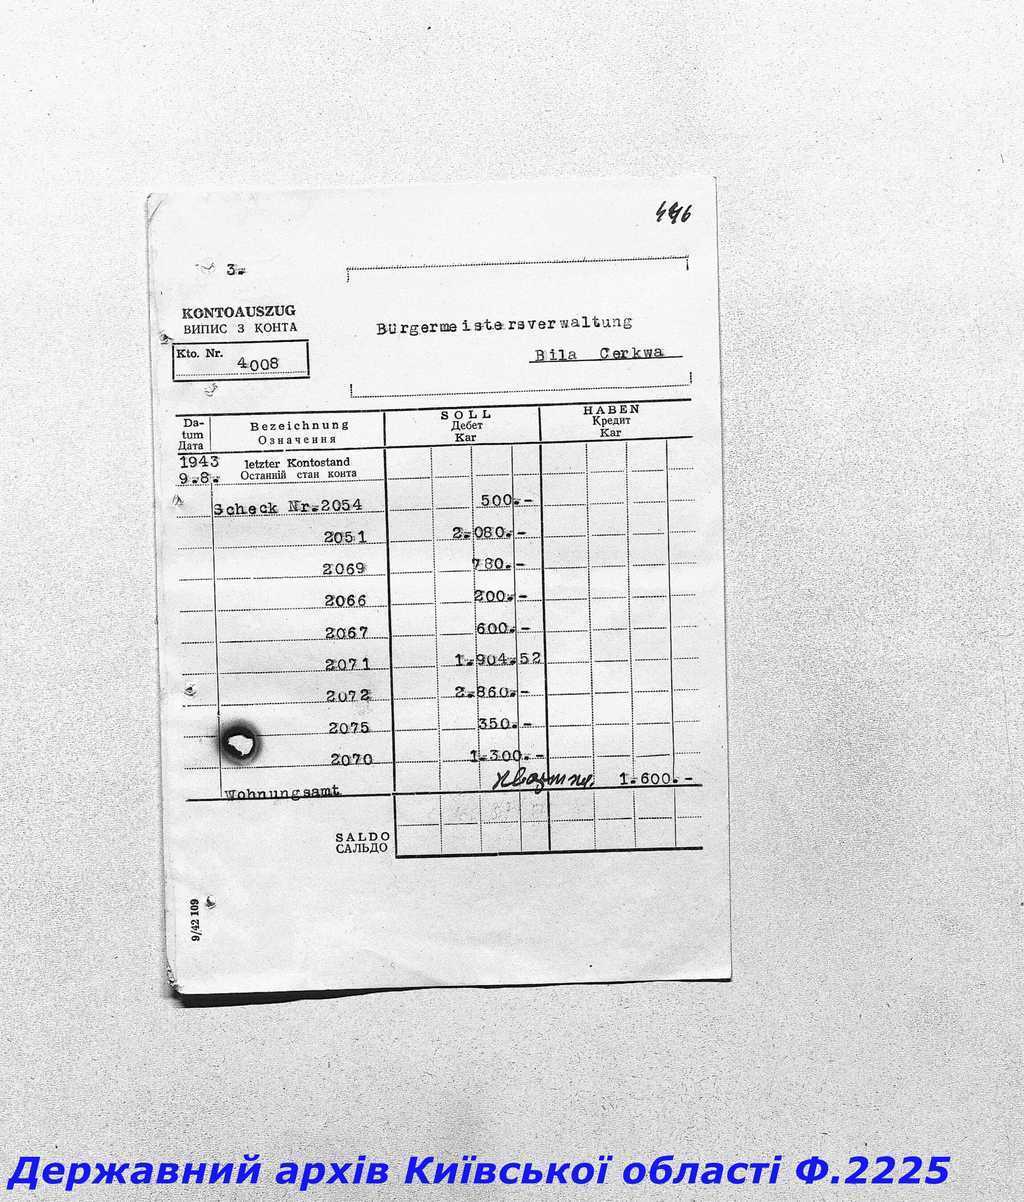 446
3.-
KONTOAUSZUG
ВИПИС З КОНТА
Kto. Nr. 4008
Bürgermeistersverwaltung
Bila Cerkwa
Da-
tum
Дата
Bezeichnung
Означення
SOLL
Дебет
Kar
HABEN
Кредит
Kar
1943
9.8.
letzter Kontostand
Останній стан конта
Scheck Nr.2054 500.-
2051 2.080.-
2069 780.-
2066 200.-
2067 600.-
2071 1.904.52
2072 2.860.-
2075 350.-
2070 1.300.-
Wohnungsamt 1.600.-
SALDO
САЛЬДО
9/42 109
Державний архів Київської області Ф.2225